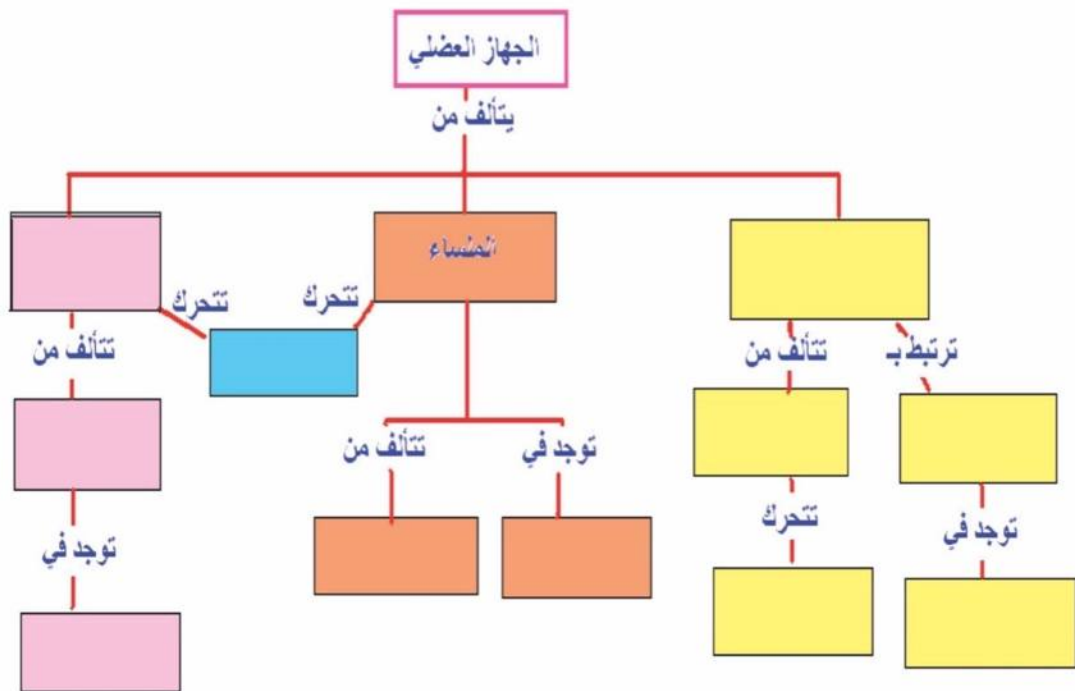 الجهاز العضلي
يتألف من
الملساء
تتحرك
تتحرك
ترتبط بـ
تتألف من
تتألف من
توجد في
تتألف من
تتحرك
توجد في
توجد في